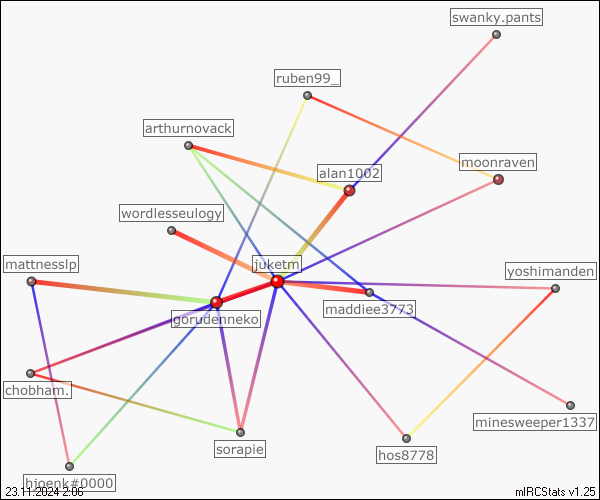 swanky.pants
ruben99_
arthurnovack
moonraven
alan1002
wordlesseulogy
mattnesslp
juketm
yoshimanden
maddiee3773
gorudenneko
chobham.
minesweeper1337
sorapie
hos8778
hjoenk#0000
23.11.2024 2:06
mIRCStats v1.25